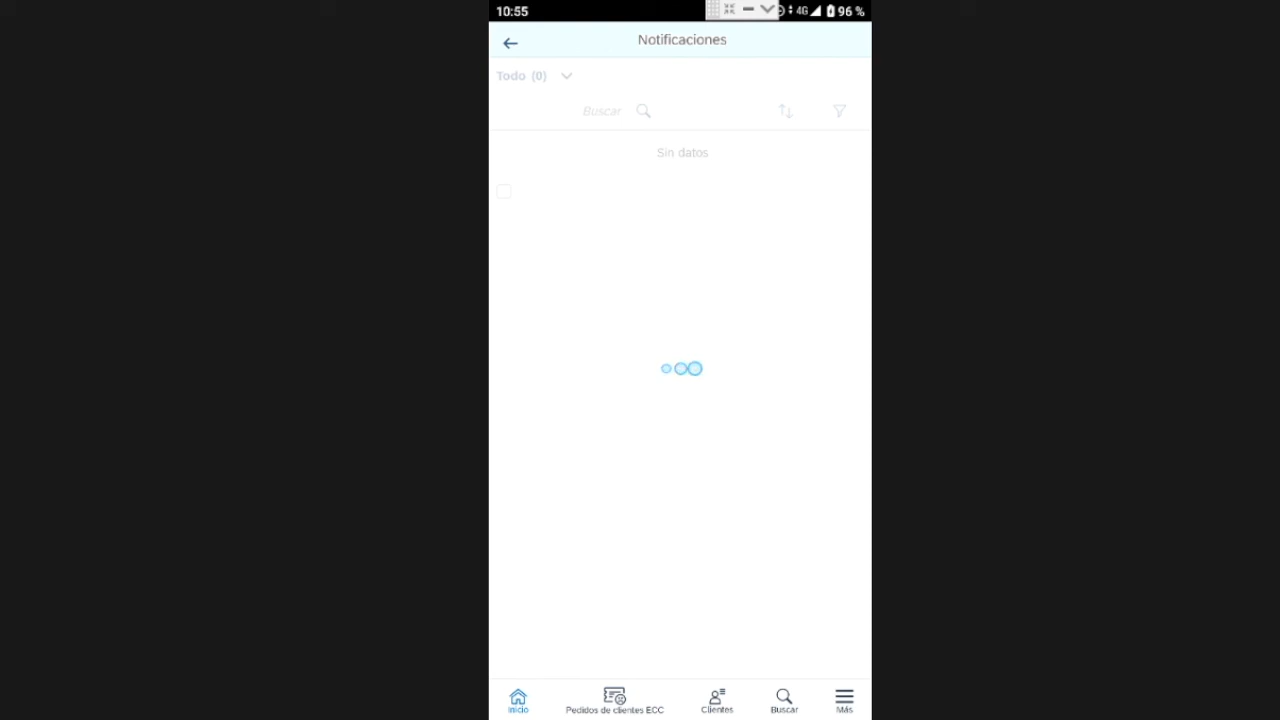 10:55
4G 96 %
Notificaciones
Todo (0)
Buscar
Sin datos
Inicio
Pedidos de clientes ECC
Clientes
Buscar
Más